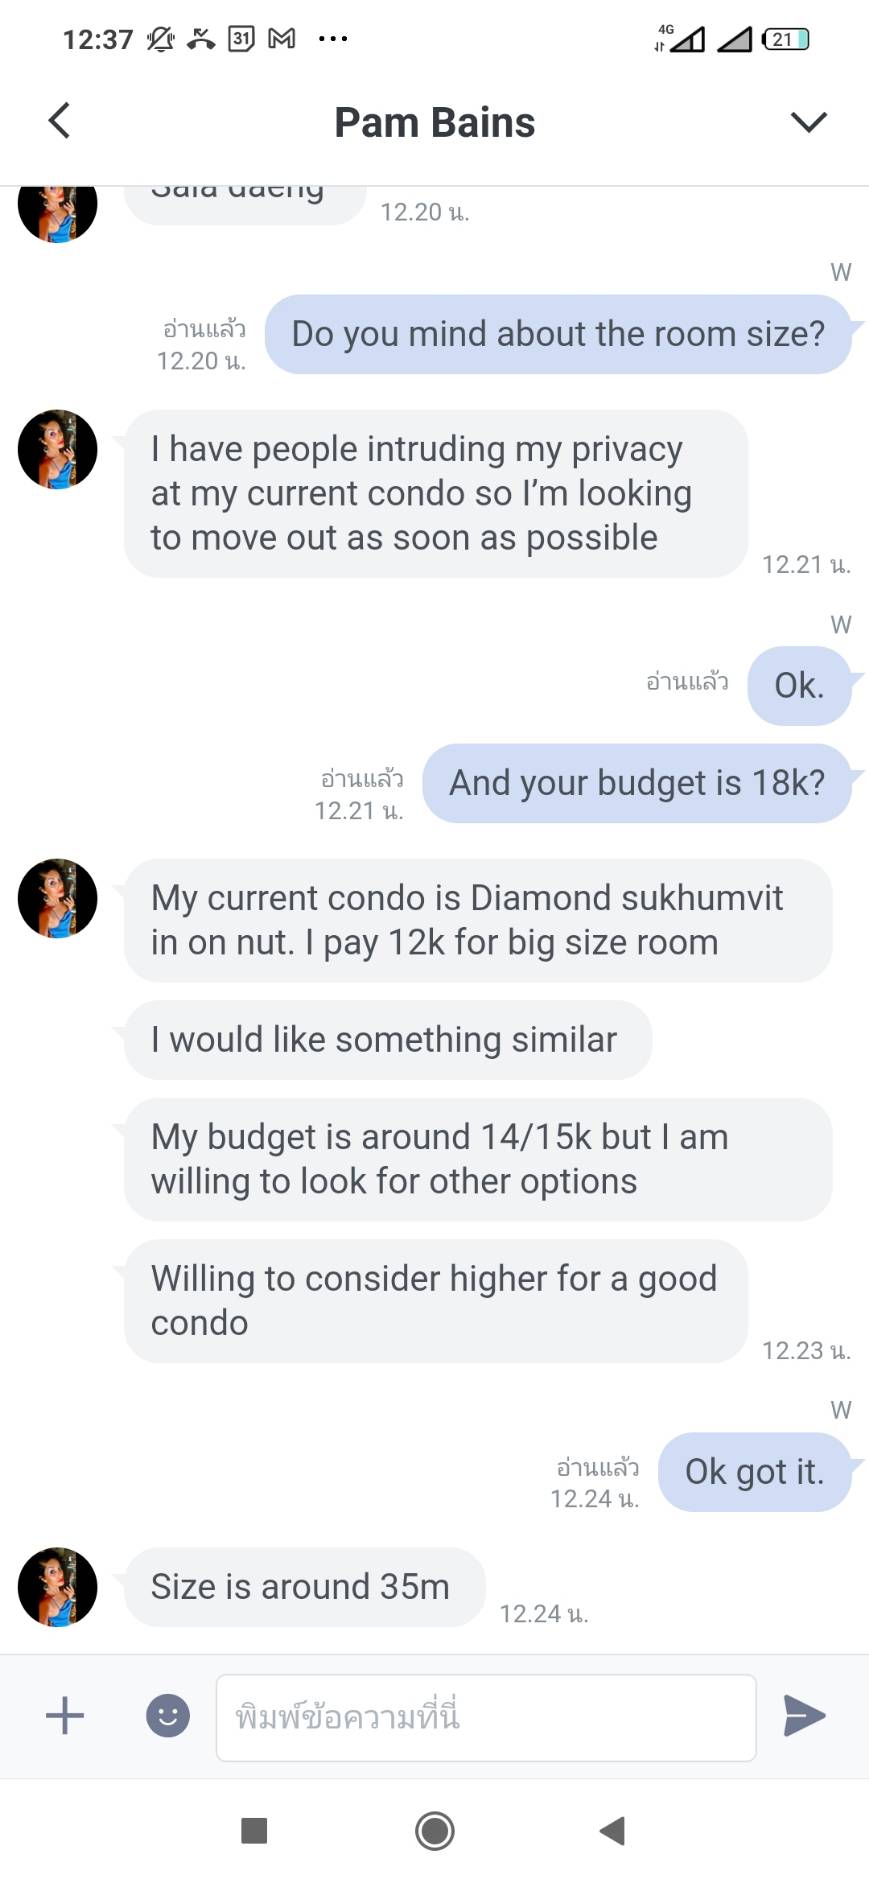 12:37
31
4G
21
Pam Bains
Sala daeng
12.20 น.
W
Do you mind about the room size?
อ่านแล้ว
12.20 น.
I have people intruding my privacy
at my current condo so I’m looking
to move out as soon as possible
12.21 น.
W
อ่านแล้ว
Ok.
And your budget is 18k?
อ่านแล้ว
12.21 น.
My current condo is Diamond sukhumvit
in on nut. I pay 12k for big size room
I would like something similar
My budget is around 14/15k but I am
willing to look for other options
Willing to consider higher for a good
condo
12.23 น.
W
Ok got it.
อ่านแล้ว
12.24 น.
Size is around 35m
12.24 น.
พิมพ์ข้อความที่นี่